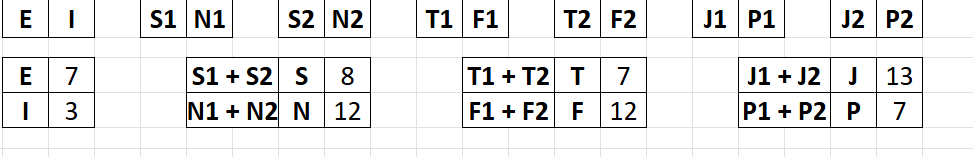 E I S1 N1 S2 N2 T1 F1 T2 F2 J1 P1 J2 P2
E 7 S1 + S2 S 8 T1 + T2 T 7 J1 + J2 J 13
I 3 N1 + N2 N 12 F1 + F2 F 12 P1 + P2 P 7